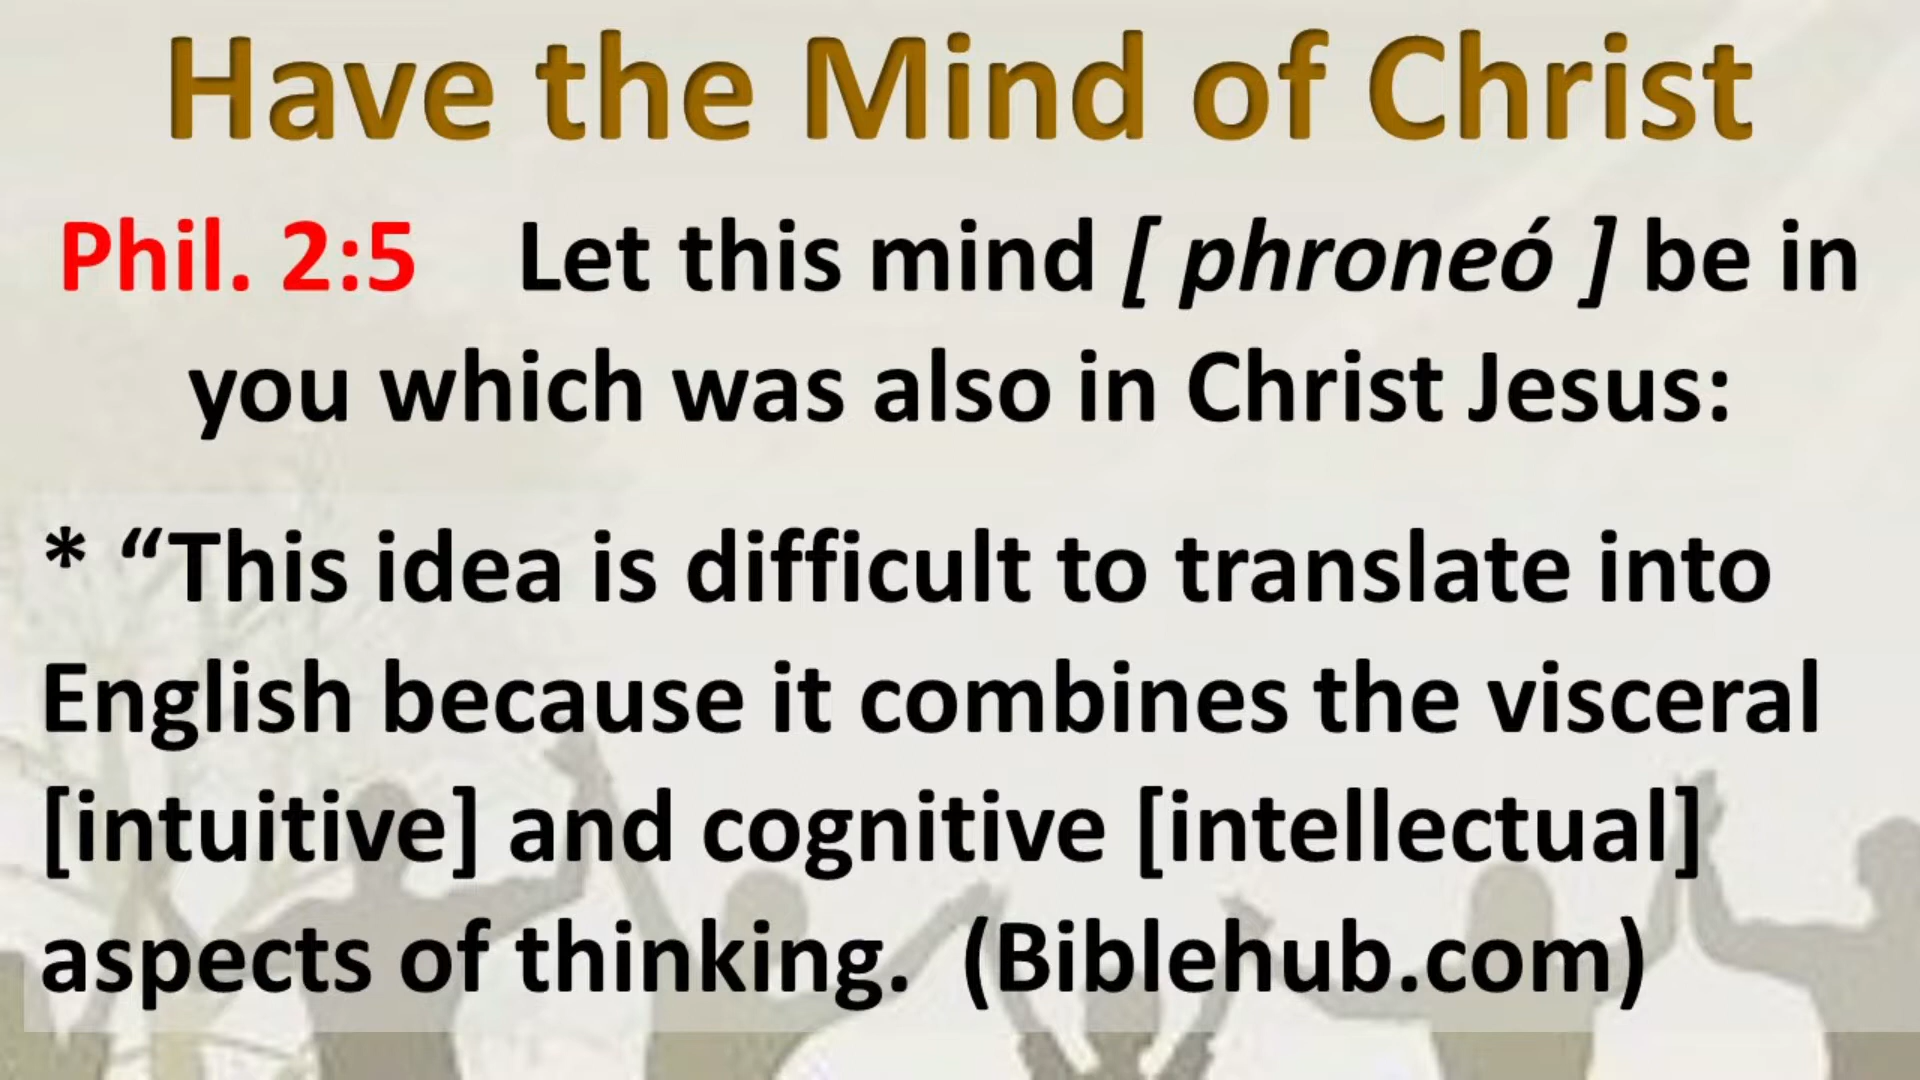 Have the Mind of Christ
Phil. 2:5 Let this mind [ phroneó ] be in
you which was also in Christ Jesus:
* “This idea is difficult to translate into
English because it combines the visceral
[intuitive] and cognitive [intellectual]
aspects of thinking. (Biblehub.com)